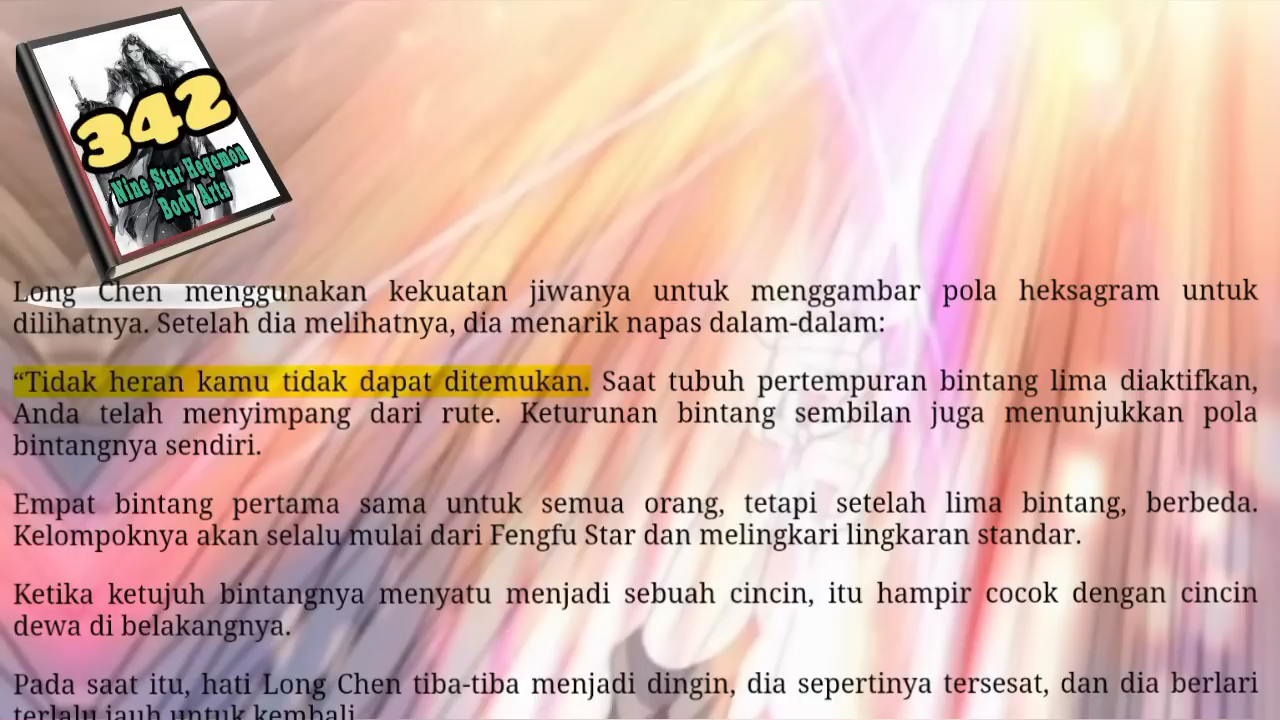 342
Nine Star Hegemon
Body Arts
Long Chen menggunakan kekuatan jiwanya untuk menggambar pola heksagram untuk
dilihatnya. Setelah dia melihatnya, dia menarik napas dalam-dalam:
“Tidak heran kamu tidak dapat ditemukan. Saat tubuh pertempuran bintang lima diaktifkan,
Anda telah menyimpang dari rute. Keturunan bintang sembilan juga menunjukkan pola
bintangnya sendiri.
Empat bintang pertama sama untuk semua orang, tetapi setelah lima bintang, berbeda.
Kelompoknya akan selalu mulai dari Fengfu Star dan melingkari lingkaran standar.
Ketika ketujuh bintangnya menyatu menjadi sebuah cincin, itu hampir cocok dengan cincin
dewa di belakangnya.
Pada saat itu, hati Long Chen tiba-tiba menjadi dingin, dia sepertinya tersesat, dan dia berlari
terlalu jauh untuk kembali